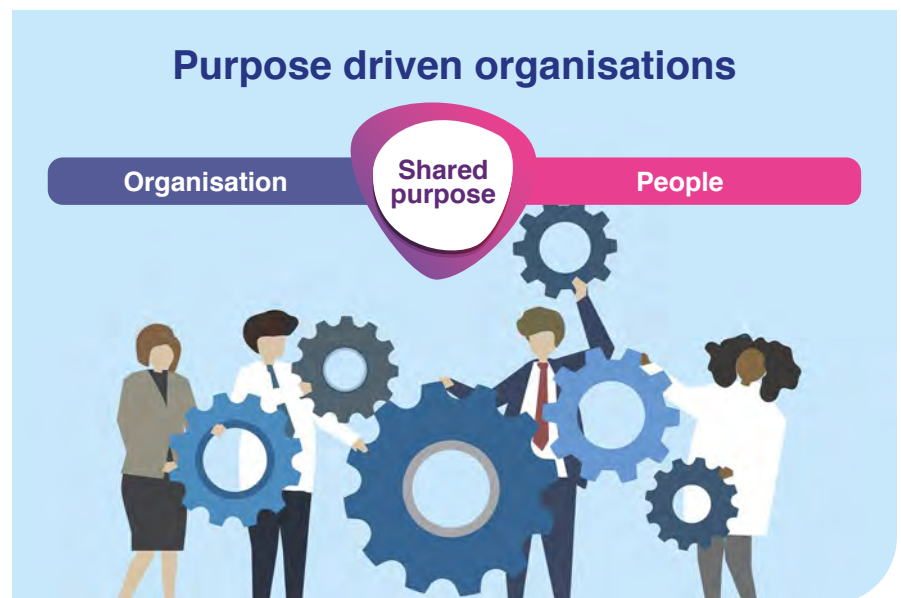 Purpose driven organisations
Organisation
Shared
purpose
People